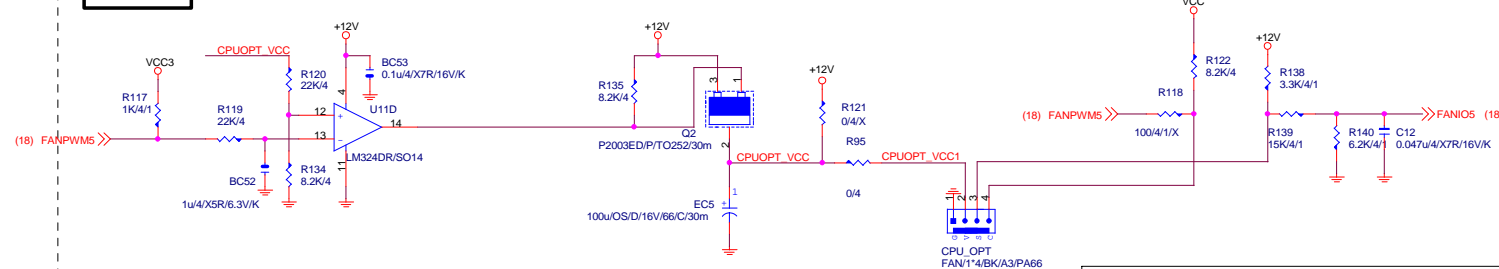 VCC
+12V
+12V
+12V
CPUOPT_VCC
BC53
0.1u/4/X7R/16V/K
VCC3
+12V
R122
8.2K/4
R120
22K/4
R135
8.2K/4
3
1
R138
3.3K/4/1
R117
1K/4/1
4
U11D
R121
0/4/X
R118
R119
22K/4
12
+
14
(18) FANPWM5
FANIO5 (18
(18) FANPWM5
13
-
Q2
P2003ED/P/TO252/30m
2
R95
100/4/1/X
R139
15K/4/1
R140
6.2K/4/1
C12
0.047u/4/X7R/16V/K
LM324DR/SO14
11
CPUOPT_VCC
CPUOPT_VCC1
R134
8.2K/4
BC52
1
0/4
1 2 3 4
1u/4/X5R/6.3V/K
EC5
+
100u/OS/D/16V/66/C/30m
G V S C
CPU_OPT
FAN/1*4/BK/A3/PA66